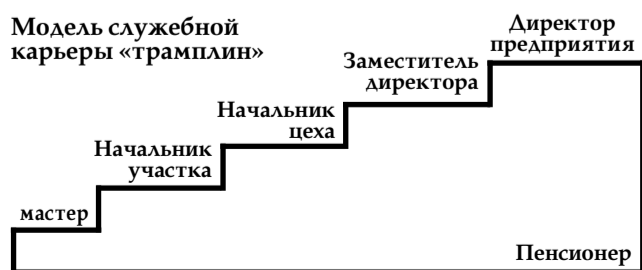 Модель служебной
карьеры «трамплин»
Директор
предприятия
Заместитель
директора
Начальник
цеха
Начальник
участка
мастер
Пенсионер